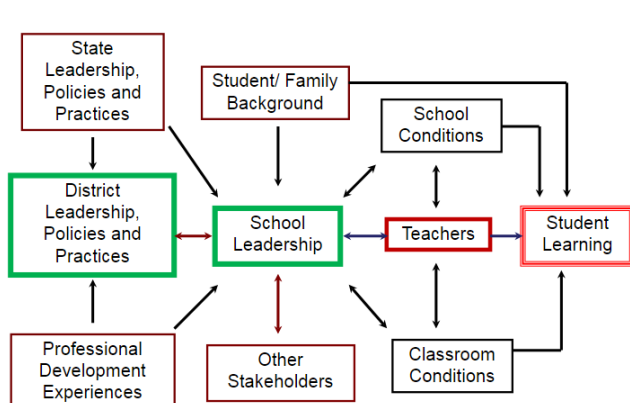 State
Leadership,
Policies and
Practices
Student/ Family
Background
School
Conditions
District
Leadership,
Policies and
Practices
School
Leadership
Teachers
Student
Learning
Professional
Development
Experiences
Other
Stakeholders
Classroom
Conditions